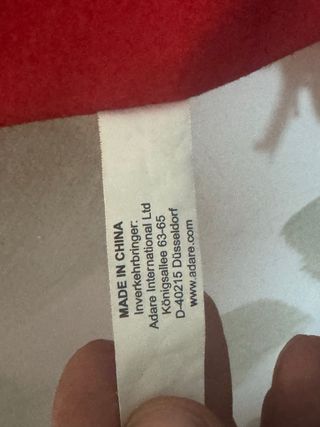 MADE IN CHINA
Inverkehrbringer:
Adare International Ltd
Königsallee 63-65
D-40215 Düsseldorf
www.adare.com